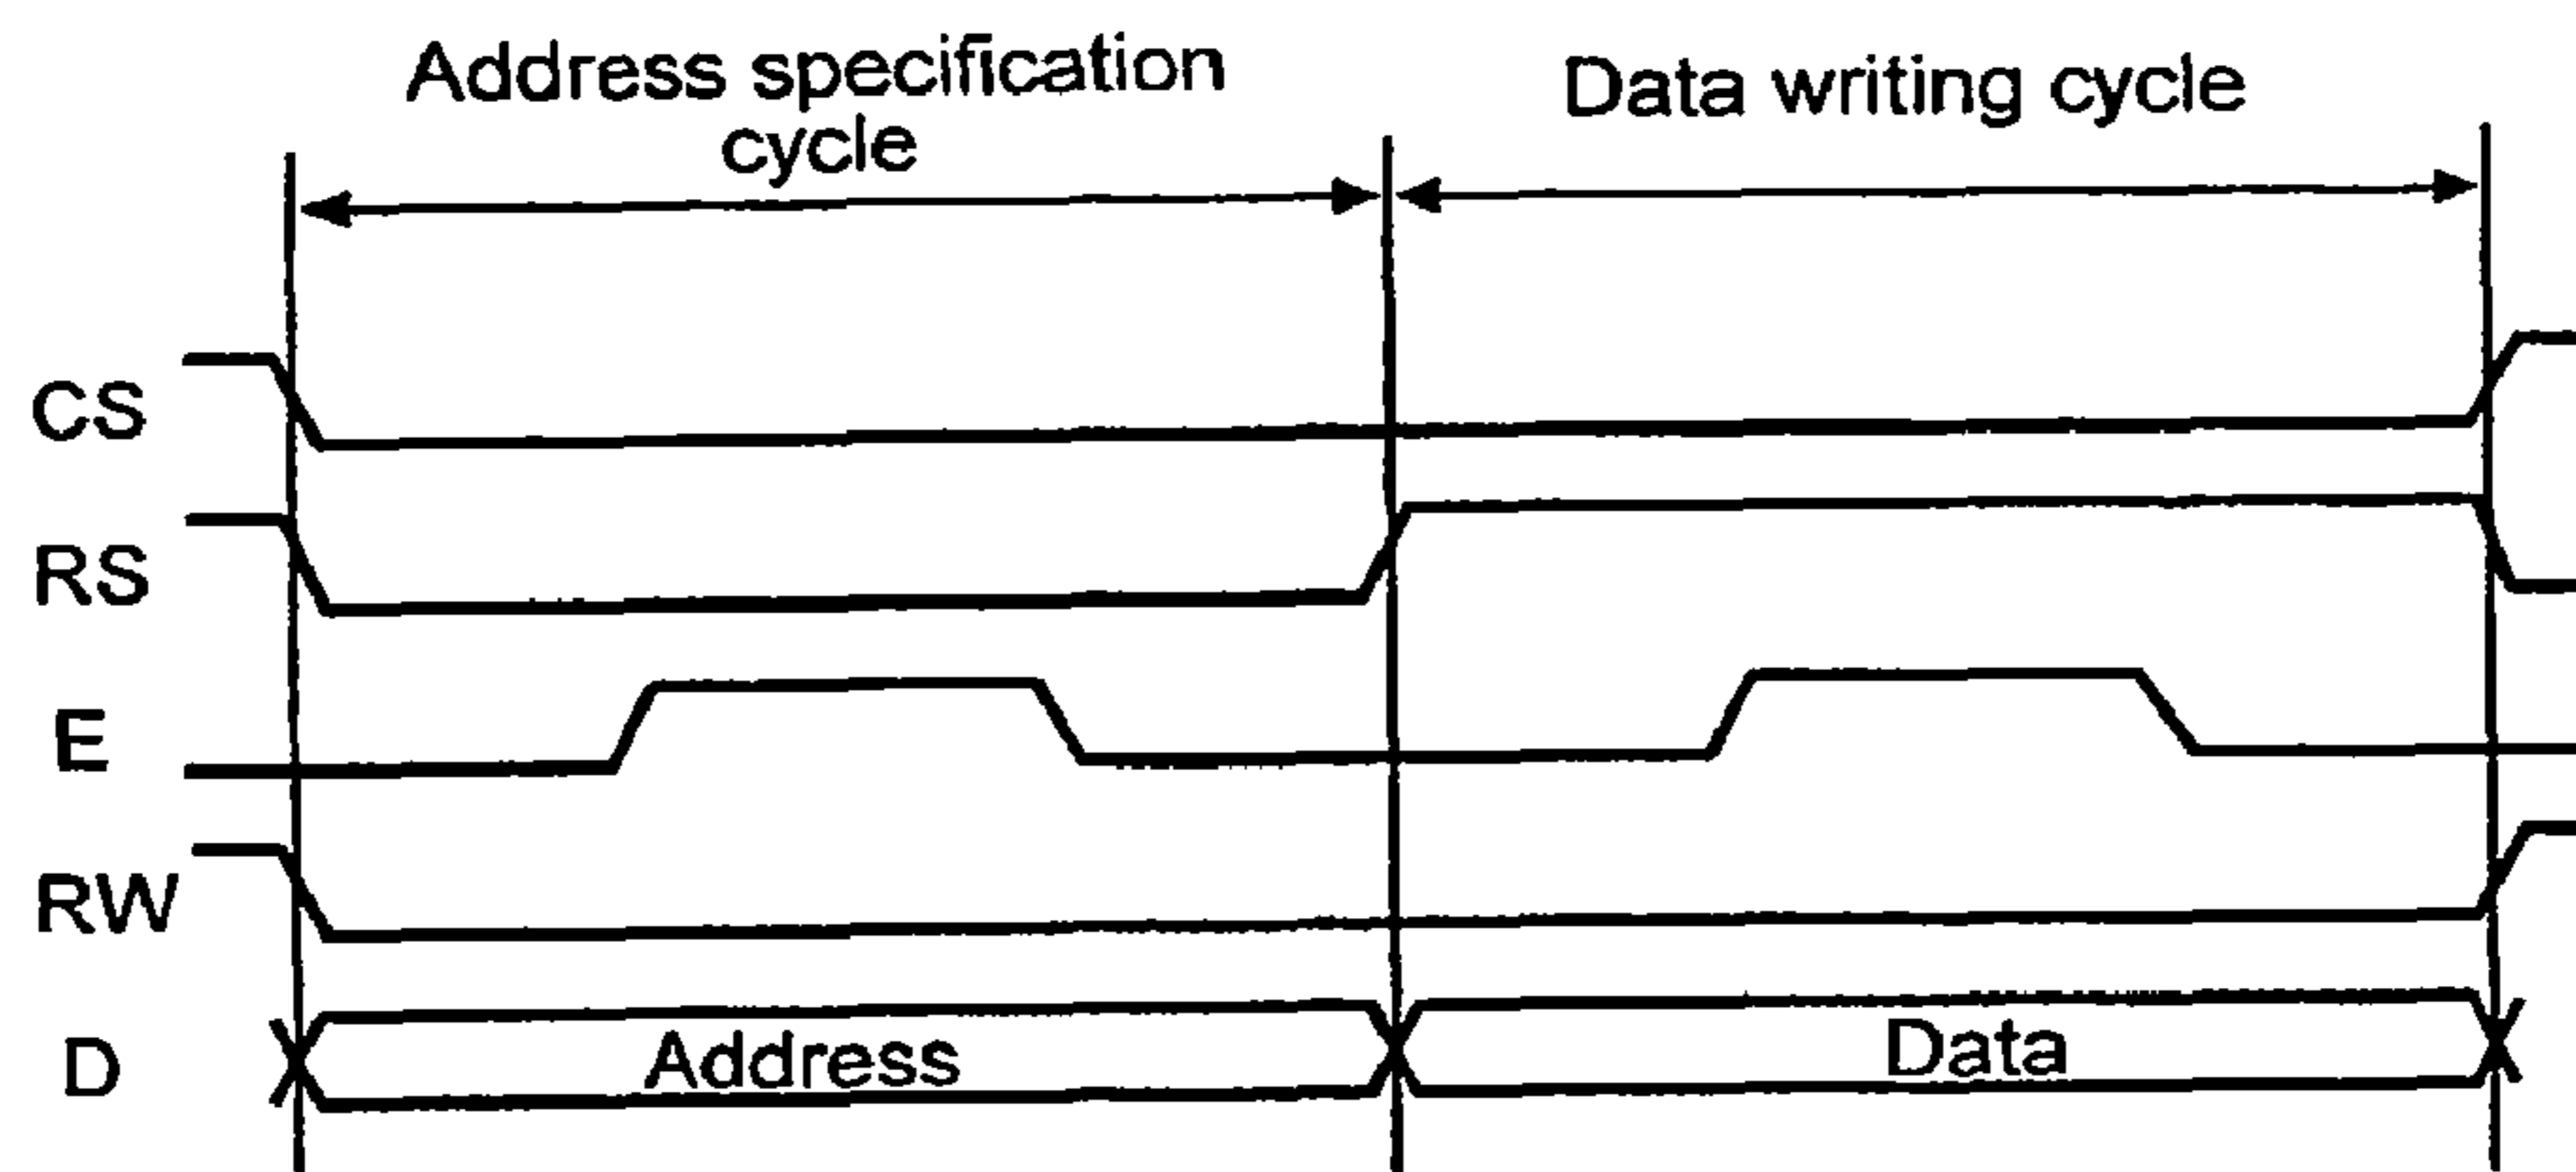 Address specification
cycle
Data writing cycle
CS
RS
E
RW
D
Address
Data